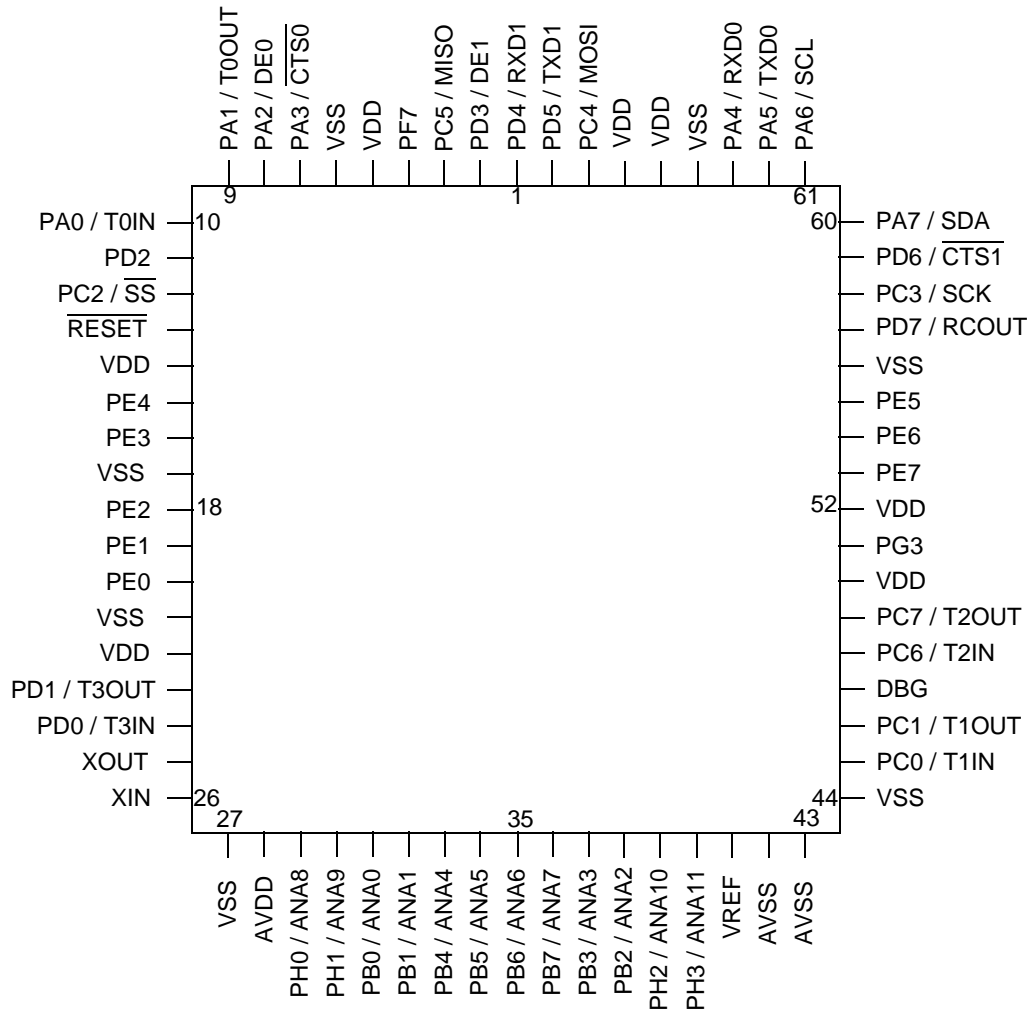 PA1 / T0OUT
PA2 / DE0
PA3 / CTS0
VSS
VDD
PF7
PC5 / MISO
PD3 / DE1
PD4 / RXD1
PD5 / TXD1
PC4 / MOSI
VDD
VDD
VSS
PA4 / RXD0
PA5 / TXD0
PA6 / SCL
9
1
61
PA0 / T0IN
10
PD2
PC2 / SS
RESET
VDD
PE4
PE3
VSS
PE2
18
PE1
PE0
VSS
VDD
PD1 / T3OUT
PD0 / T3IN
XOUT
XIN
26
60
PA7 / SDA
PD6 / CTS1
PC3 / SCK
PD7 / RCOUT
VSS
PE5
PE6
PE7
52
VDD
PG3
VDD
PC7 / T2OUT
PC6 / T2IN
DBG
PC1 / T1OUT
PC0 / T1IN
44
VSS
27
35
43
VSS
AVDD
PH0 / ANA8
PH1 / ANA9
PB0 / ANA0
PB1 / ANA1
PB4 / ANA4
PB5 / ANA5
PB6 / ANA6
PB7 / ANA7
PB3 / ANA3
PB2 / ANA2
PH2 / ANA10
PH3 / ANA11
VREF
AVSS
AVSS